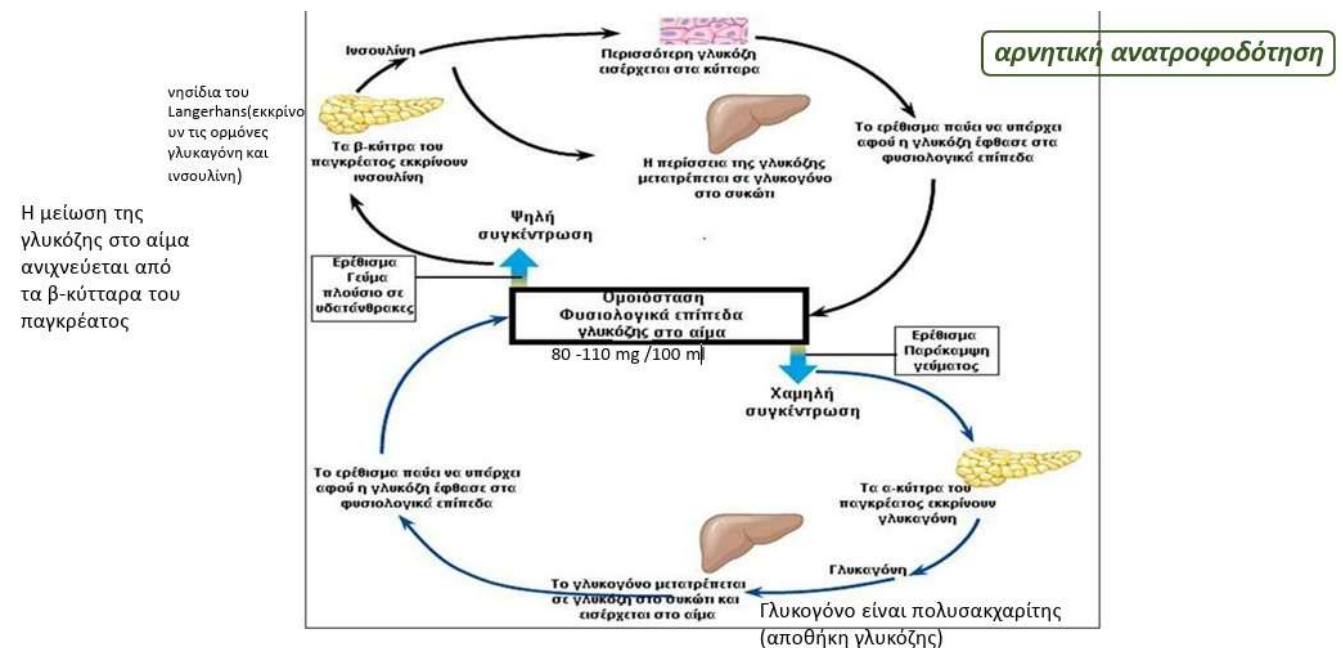 αρνητική ανατροφοδότηση
Ινσουλίνη
Περισσότερη γλυκόζη
εισέρχεται στα κύτταρα
νησίδια του
Langerhans(εκκρίνο
υν τις ορμόνες
γλυκαγόνη και
ινσουλίνη)
Τα β-κύττρα του
παγκρέατος εκκρίνουν
ινσουλίνη
Η περίσσεια της γλυκόζης
μετατρέπεται σε γλυκογόνο
στο συκώτι
Το ερέθισμα παύει να υπάρχει
αφού η γλυκόζη έφθασε στα
φυσιολογικά επίπεδα
Η μείωση της
γλυκόζης στο αίμα
ανιχνεύεται από
τα β-κύτταρα του
παγκρέατος
Ψηλή
συγκέντρωση
Ερέθισμα
Γεύμα
πλούσιο σε
υδατάνθρακες
Ομοιόσταση
Φυσιολογικά επίπεδα
γλυκόζης στο αίμα
80 -110 mg /100 ml
Ερέθισμα
Παράκαμψη
γεύματος
Χαμηλή
συγκέντρωση
Το ερέθισμα παύει να υπάρχει
αφού η γλυκόζη έφθασε στα
φυσιολογικά επίπεδα
Τα α-κύττρα του
παγκρέατος εκκρίνουν
γλυκαγόνη
Γλυκαγόνη
Το γλυκογόνο μετατρέπεται
σε γλυκόζη στο συκώτι και
εισέρχεται στο αίμα
Γλυκογόνο είναι πολυσακχαρίτης
(αποθήκη γλυκόζης)